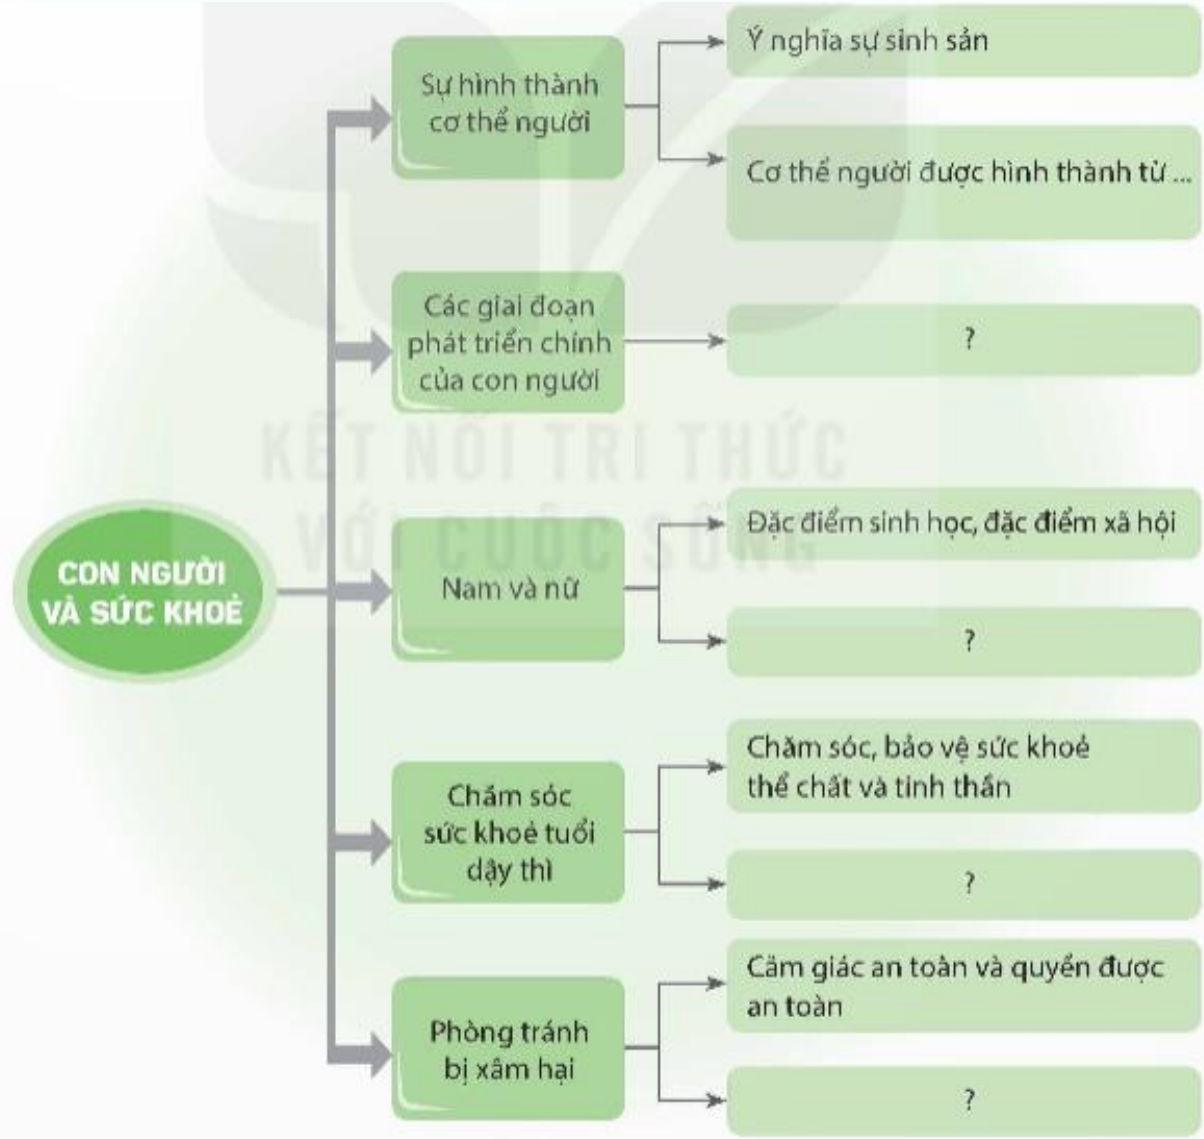 Sự hình thành
cơ thể người
Ý nghĩa sự sinh sản
Cơ thể người được hình thành từ ...
Các giai đoạn
phát triển chính
của con người
?
KẾT NỐI TRI THỨC
VỚI CUỘC SỐNG
CON NGƯỜI
VÀ SỨC KHOẺ
Nam và nữ
Đặc điểm sinh học, đặc điểm xã hội
?
Chăm sóc
sức khoẻ tuổi
dậy thì
Chăm sóc, bảo vệ sức khoẻ
thể chất và tinh thần
?
Phòng tránh
bị xâm hại
Cảm giác an toàn và quyền được
an toàn
?